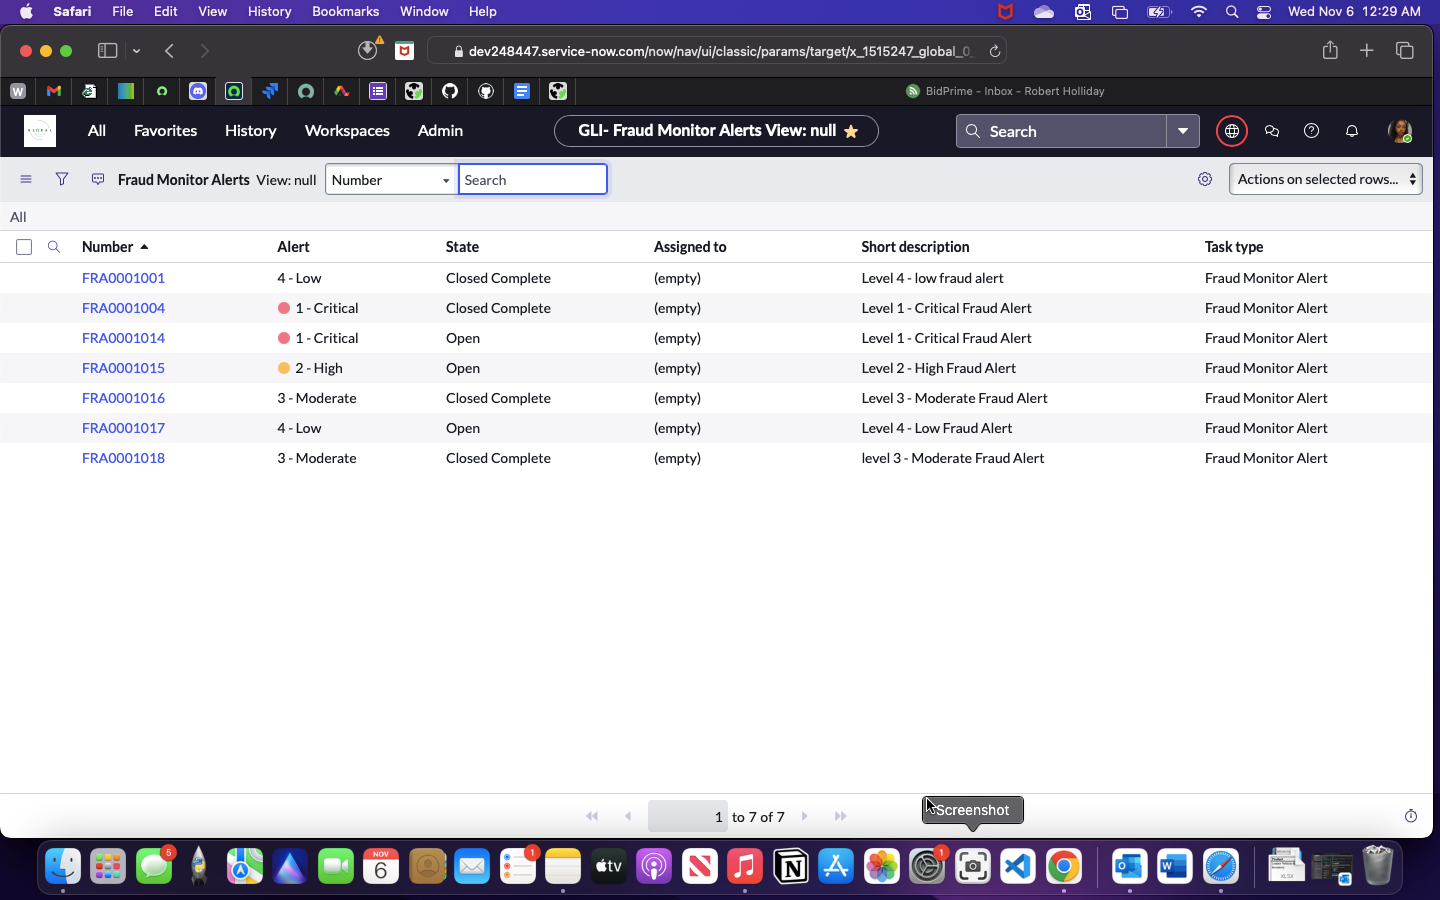 Safari File Edit View History Bookmarks Window Help Wed Nov 6 12:29 AM
dev248447.service-now.com/now/nav/ui/classic/params/target/x_1515247_global_0_
W BidPrime - Inbox - Robert Holliday
GLOBAL All Favorites History Workspaces Admin GLI- Fraud Monitor Alerts View: null Search
Fraud Monitor Alerts View: null Number Search Actions on selected rows...
All
Number Alert State Assigned to Short description Task type
FRA0001001 4 - Low Closed Complete (empty) Level 4 - low fraud alert Fraud Monitor Alert
FRA0001004 1 - Critical Closed Complete (empty) Level 1 - Critical Fraud Alert Fraud Monitor Alert
FRA0001014 1 - Critical Open (empty) Level 1 - Critical Fraud Alert Fraud Monitor Alert
FRA0001015 2 - High Open (empty) Level 2 - High Fraud Alert Fraud Monitor Alert
FRA0001016 3 - Moderate Closed Complete (empty) Level 3 - Moderate Fraud Alert Fraud Monitor Alert
FRA0001017 4 - Low Open (empty) Level 4 - Low Fraud Alert Fraud Monitor Alert
FRA0001018 3 - Moderate Closed Complete (empty) level 3 - Moderate Fraud Alert Fraud Monitor Alert
1 to 7 of 7
Screenshot
5 NOV 6 1 tv 1 XLSX